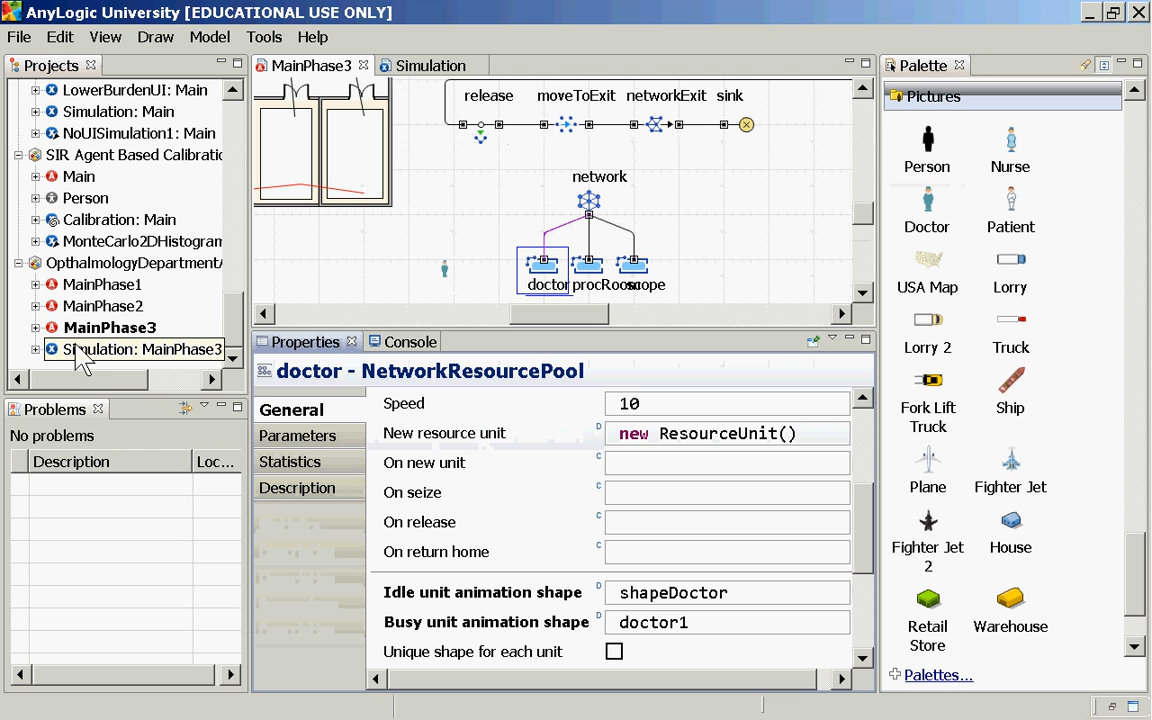 AnyLogic University [EDUCATIONAL USE ONLY]
File Edit View Draw Model Tools Help
Projects
LowerBurdenUI: Main
Simulation: Main
NoUISimulation1: Main
SIR Agent Based Calibratio
Main
Person
Calibration: Main
MonteCarlo2DHistogram
OpthalmologyDepartment
MainPhase1
MainPhase2
MainPhase3
Simulation: MainPhase3
Problems
No problems
Description Loc...
MainPhase3 Simulation
release moveToExit networkExit sink
network
doctor procRoom scope
Properties Console
doctor - NetworkResourcePool
General
Parameters
Statistics
Description
Speed 10
New resource unit D new ResourceUnit()
On new unit C
On seize C
On release C
On return home C
Idle unit animation shape D shapeDoctor
Busy unit animation shape D doctor1
Unique shape for each unit
Palette
Pictures
Person Nurse
Doctor Patient
USA Map Lorry
Lorry 2 Truck
Fork Lift Truck Ship
Plane Fighter Jet
Fighter Jet 2 House
Retail Store Warehouse
Palettes...